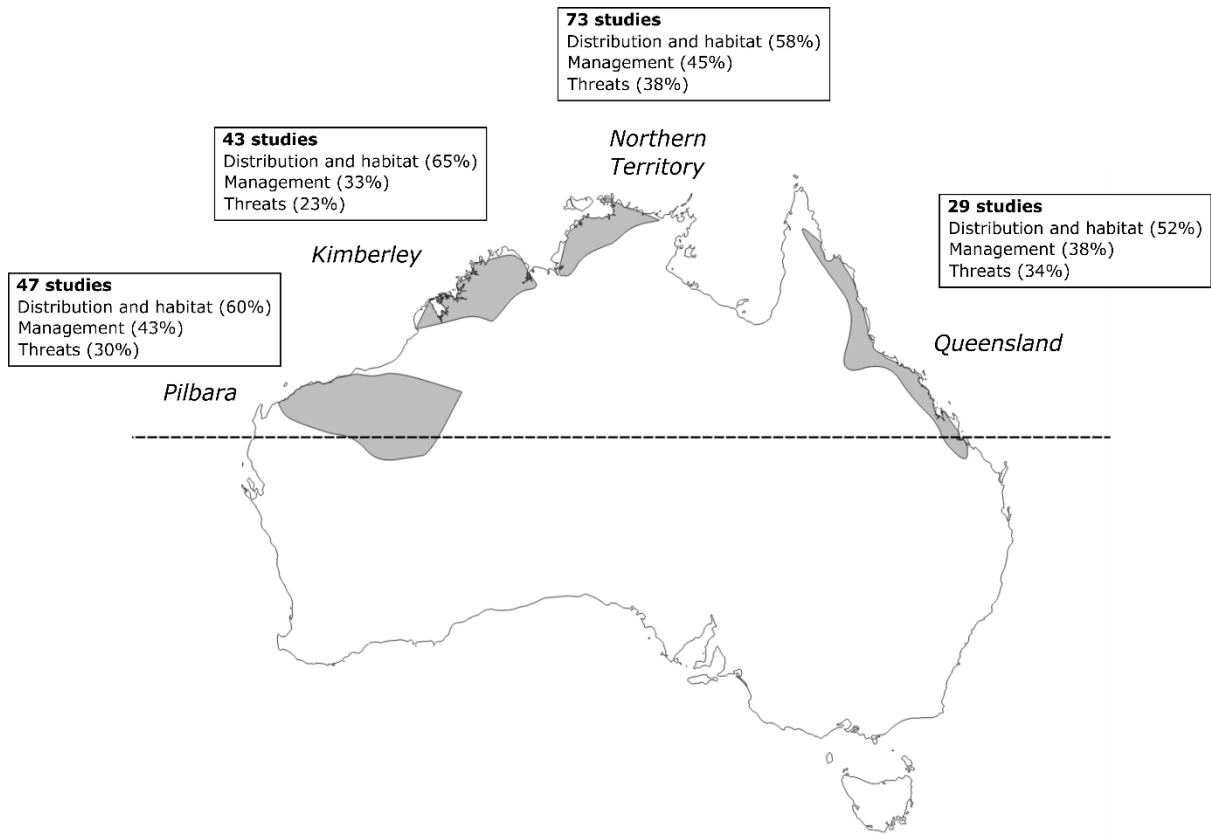 73 studies
Distribution and habitat (58%)
Management (45%)
Threats (38%)
Northern
Territory
43 studies
Distribution and habitat (65%)
Management (33%)
Threats (23%)
Kimberley
29 studies
Distribution and habitat (52%)
Management (38%)
Threats (34%)
Queensland
47 studies
Distribution and habitat (60%)
Management (43%)
Threats (30%)
Pilbara